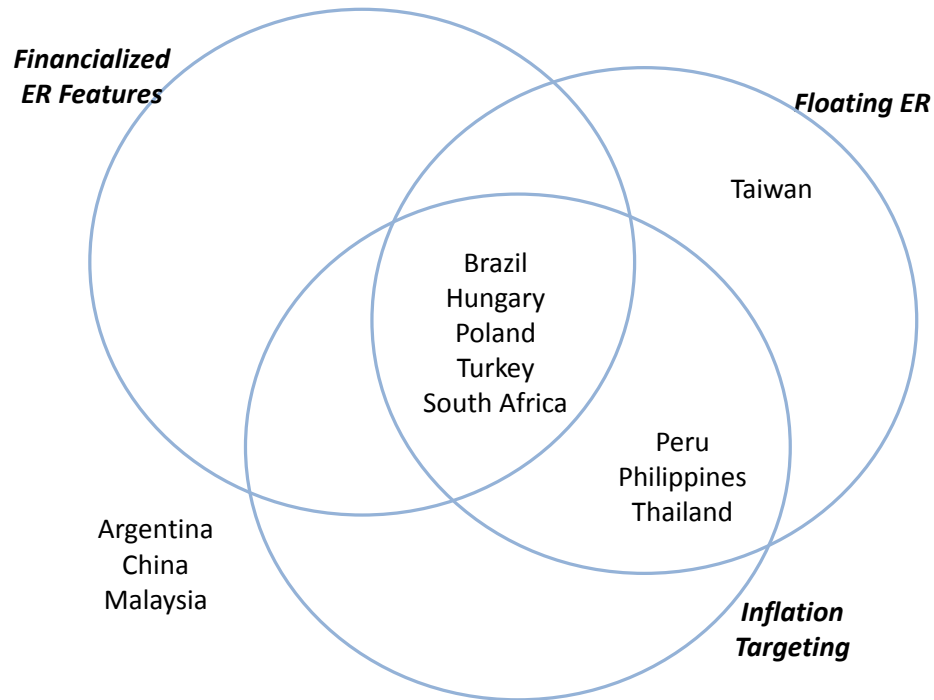 Financialized
ER Features
Floating ER
Taiwan
Brazil
Hungary
Poland
Turkey
South Africa
Peru
Philippines
Thailand
Argentina
China
Malaysia
Inflation
Targeting